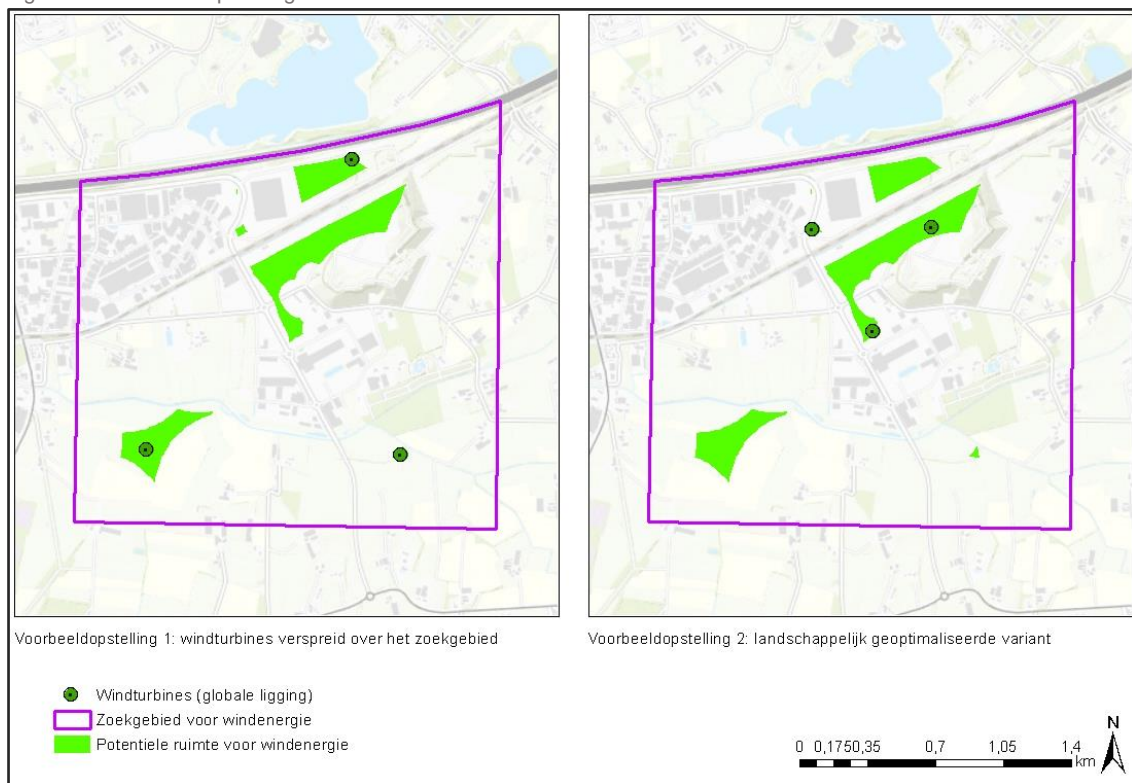 Voorbeeldopstelling 1: windturbines verspreid over het zoekgebied
Voorbeeldopstelling 2: landschappelijk geoptimaliseerde variant
Windturbines (globale ligging)
Zoekgebied voor windenergie
Potentiele ruimte voor windenergie
0 0,1750,35 0,7 1,05 1,4
km
N